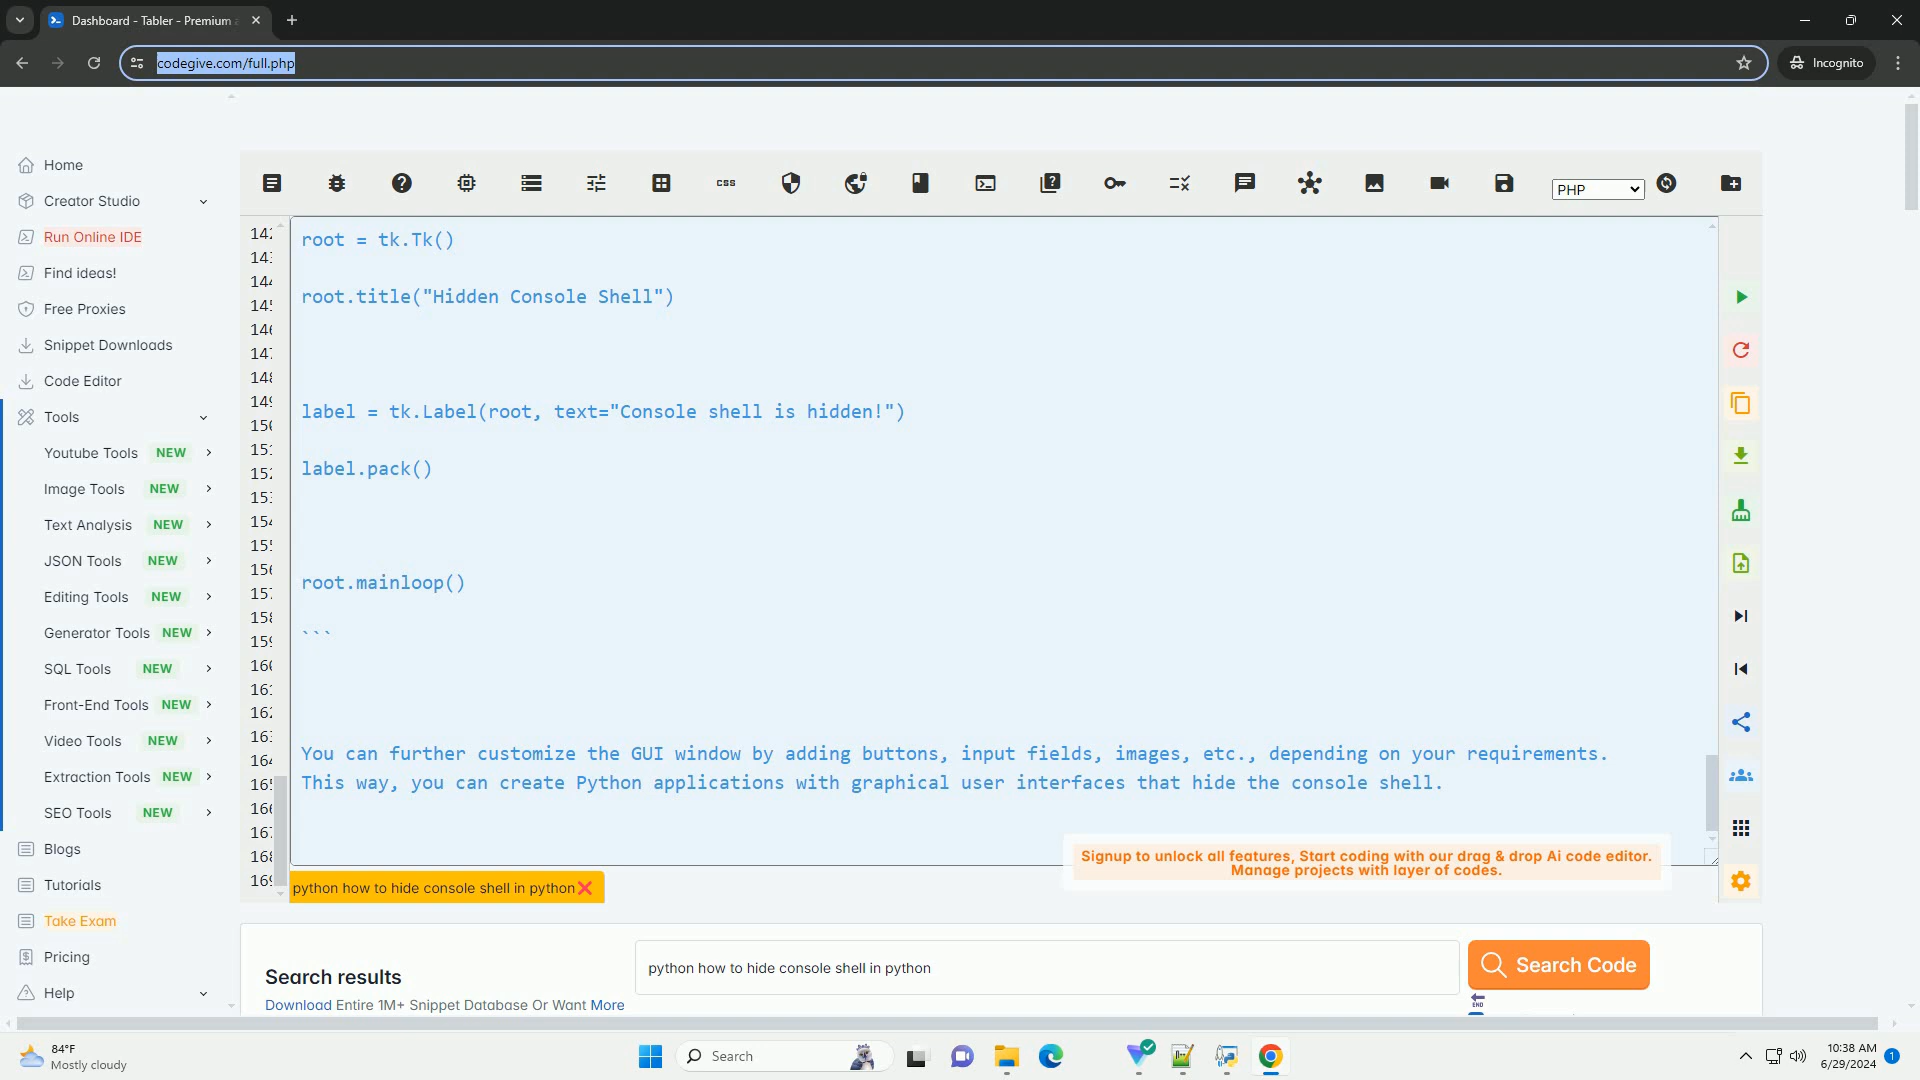 Dashboard - Tabler - Premium
codegive.com/full.php
Incognito
Home
Creator Studio
Run Online IDE
Find ideas!
Free Proxies
Snippet Downloads
Code Editor
Tools
Youtube Tools NEW
Image Tools NEW
Text Analysis NEW
JSON Tools NEW
Editing Tools NEW
Generator Tools NEW
SQL Tools NEW
Front-End Tools NEW
Video Tools NEW
Extraction Tools NEW
SEO Tools NEW
Blogs
Tutorials
Take Exam
Pricing
Help
css
PHP
root = tk.Tk()
root.title("Hidden Console Shell")
label = tk.Label(root, text="Console shell is hidden!")
label.pack()
root.mainloop()
```
You can further customize the GUI window by adding buttons, input fields, images, etc., depending on your requirements.
This way, you can create Python applications with graphical user interfaces that hide the console shell.
Signup to unlock all features, Start coding with our drag & drop Ai code editor.
Manage projects with layer of codes.
python how to hide console shell in python
Search results
python how to hide console shell in python
Search Code
Download Entire 1M+ Snippet Database Or Want More
END
84°F
Mostly cloudy
Search
10:38 AM
6/29/2024
1